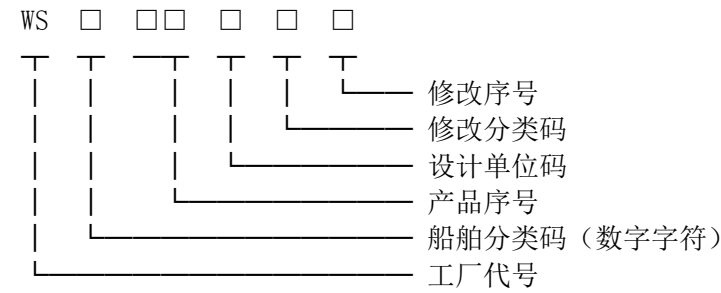 WS □ □□ □ □ □
修改序号
修改分类码
设计单位码
产品序号
船舶分类码（数字字符）
工厂代号